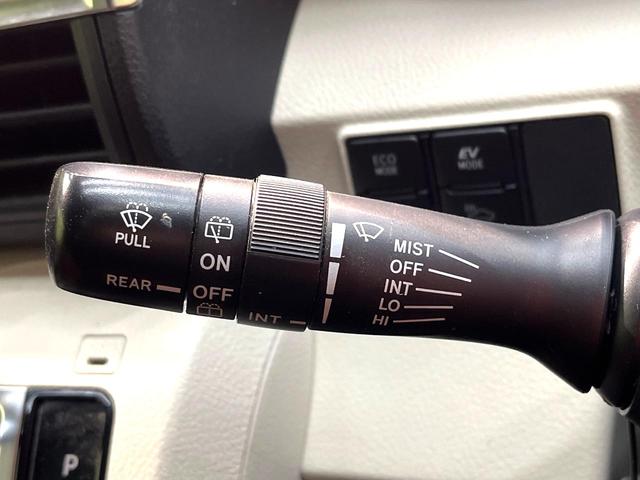 ECO
MODE
EV
MODE
PULL
REAR
ON
OFF
INT
MIST
OFF
INT
LO
HI
P